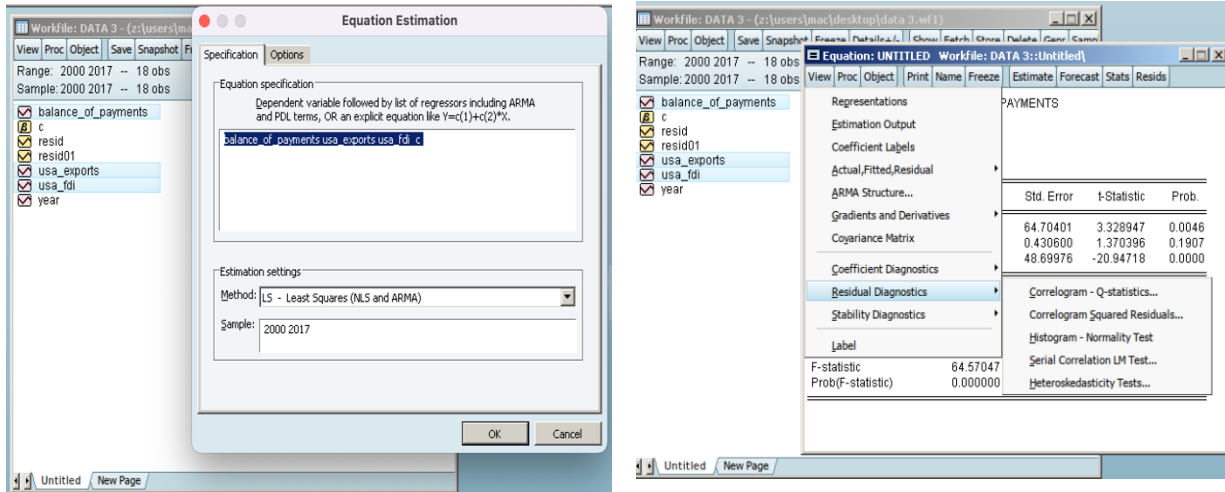 Workfile: DATA 3 - (z:\users\ma
View Proc Object Save Snapshot Fr
Range: 2000 2017 -- 18 obs
Sample: 2000 2017 -- 18 obs
balance_of_payments
c
resid
resid01
usa_exports
usa_fdi
year
Untitled New Page
Equation Estimation
Specification Options
Equation specification
Dependent variable followed by list of regressors including ARMA
and PDL terms, OR an explicit equation like Y=c(1)+c(2)*X.
balance_of_payments usa_exports usa_fdi c
Estimation settings
Method: LS - Least Squares (NLS and ARMA)
Sample: 2000 2017
OK Cancel
Workfile: DATA 3 - (z:\users\mac\desktop\data 3.wf1)
View Proc Object Save Snapshot Freeze Details+/- Show Fetch Store Delete Genr Samp
Range: 2000 2017 -- 18 obs
Sample: 2000 2017 -- 18 obs
balance_of_payments
c
resid
resid01
usa_exports
usa_fdi
year
Untitled New Page
Equation: UNTITLED Workfile: DATA 3::Untitled\
View Proc Object Print Name Freeze Estimate Forecast Stats Resids
Representations
Estimation Output
Coefficient Labels
Actual,Fitted,Residual
ARMA Structure...
Gradients and Derivatives
Covariance Matrix
Coefficient Diagnostics
Residual Diagnostics
Stability Diagnostics
Label
PAYMENTS
Std. Error t-Statistic Prob.
64.70401 3.328947 0.0046
0.430600 1.370396 0.1907
48.69976 -20.94718 0.0000
Correlogram - Q-statistics...
Correlogram Squared Residuals...
Histogram - Normality Test
Serial Correlation LM Test...
Heteroskedasticity Tests...
F-statistic 64.57047
Prob(F-statistic) 0.000000